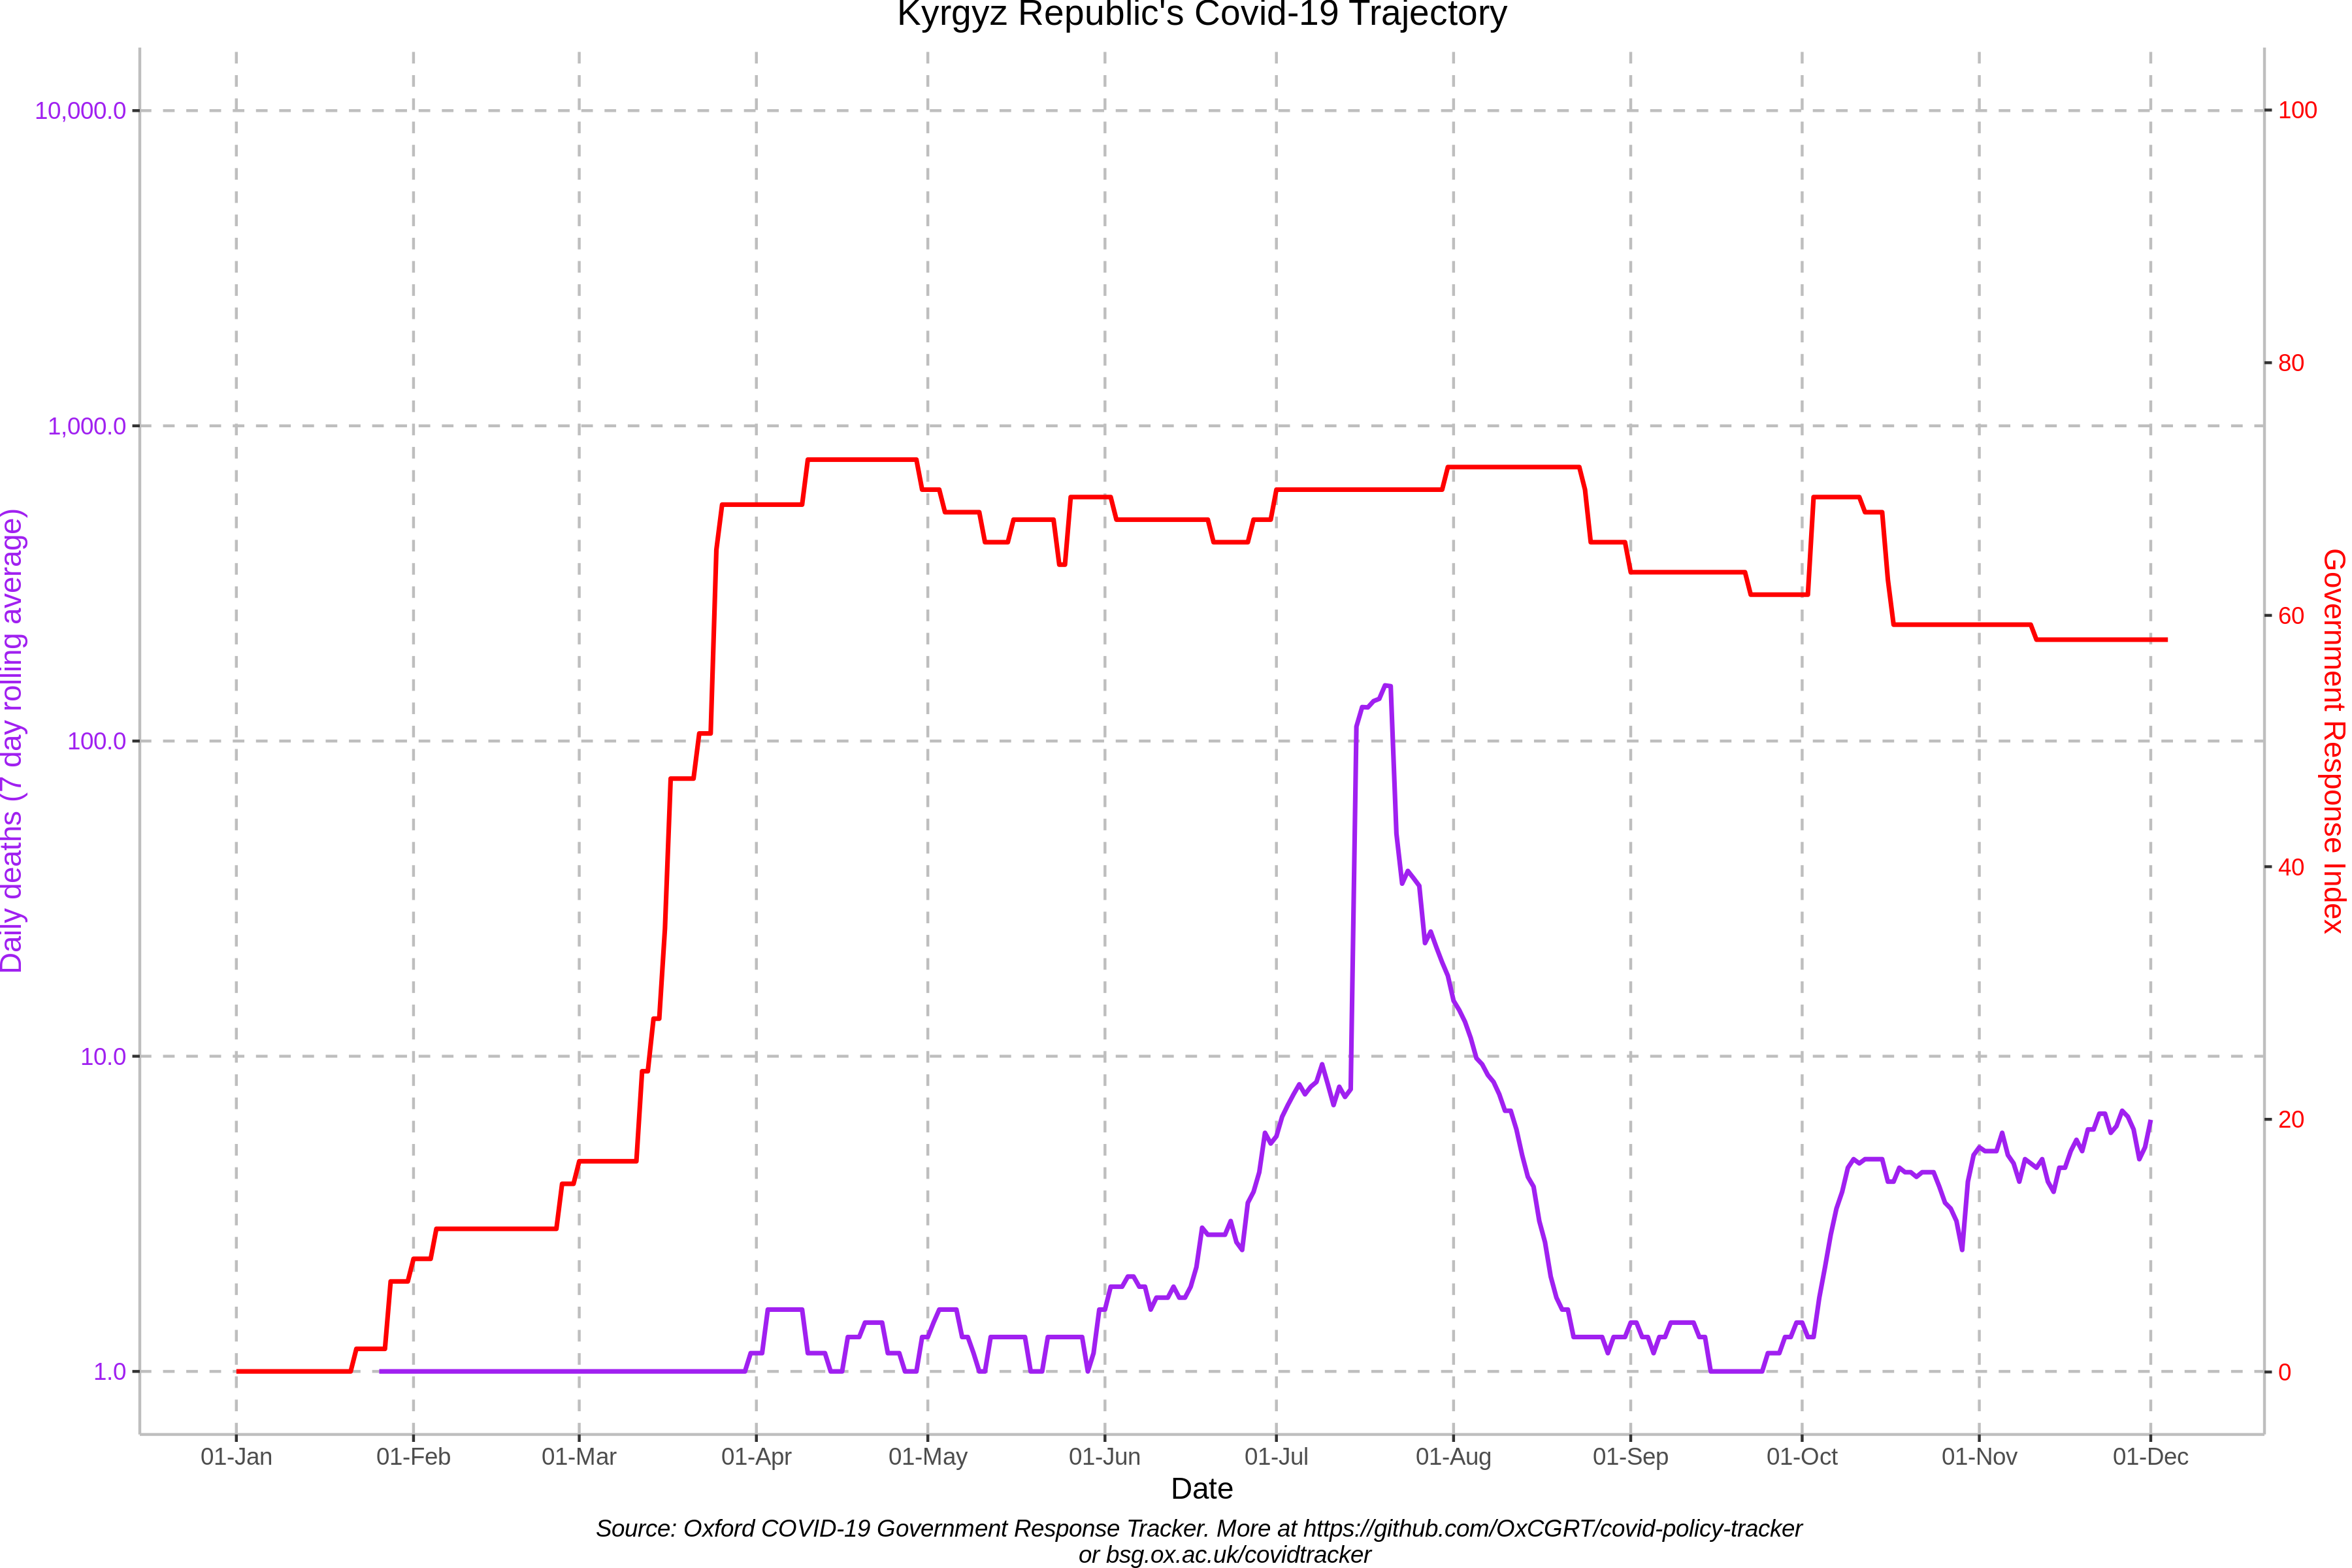 Kyrgyz Republic's Covid-19 Trajectory
10,000.0
1,000.0
100.0
10.0
1.0
Daily deaths (7 day rolling average)
100
80
60
40
20
0
Government Response Index
01-Jan
01-Feb
01-Mar
01-Apr
01-May
01-Jun
01-Jul
01-Aug
01-Sep
01-Oct
01-Nov
01-Dec
Date
Source: Oxford COVID-19 Government Response Tracker. More at https://github.com/OxCGRT/covid-policy-tracker
or bsg.ox.ac.uk/covidtracker